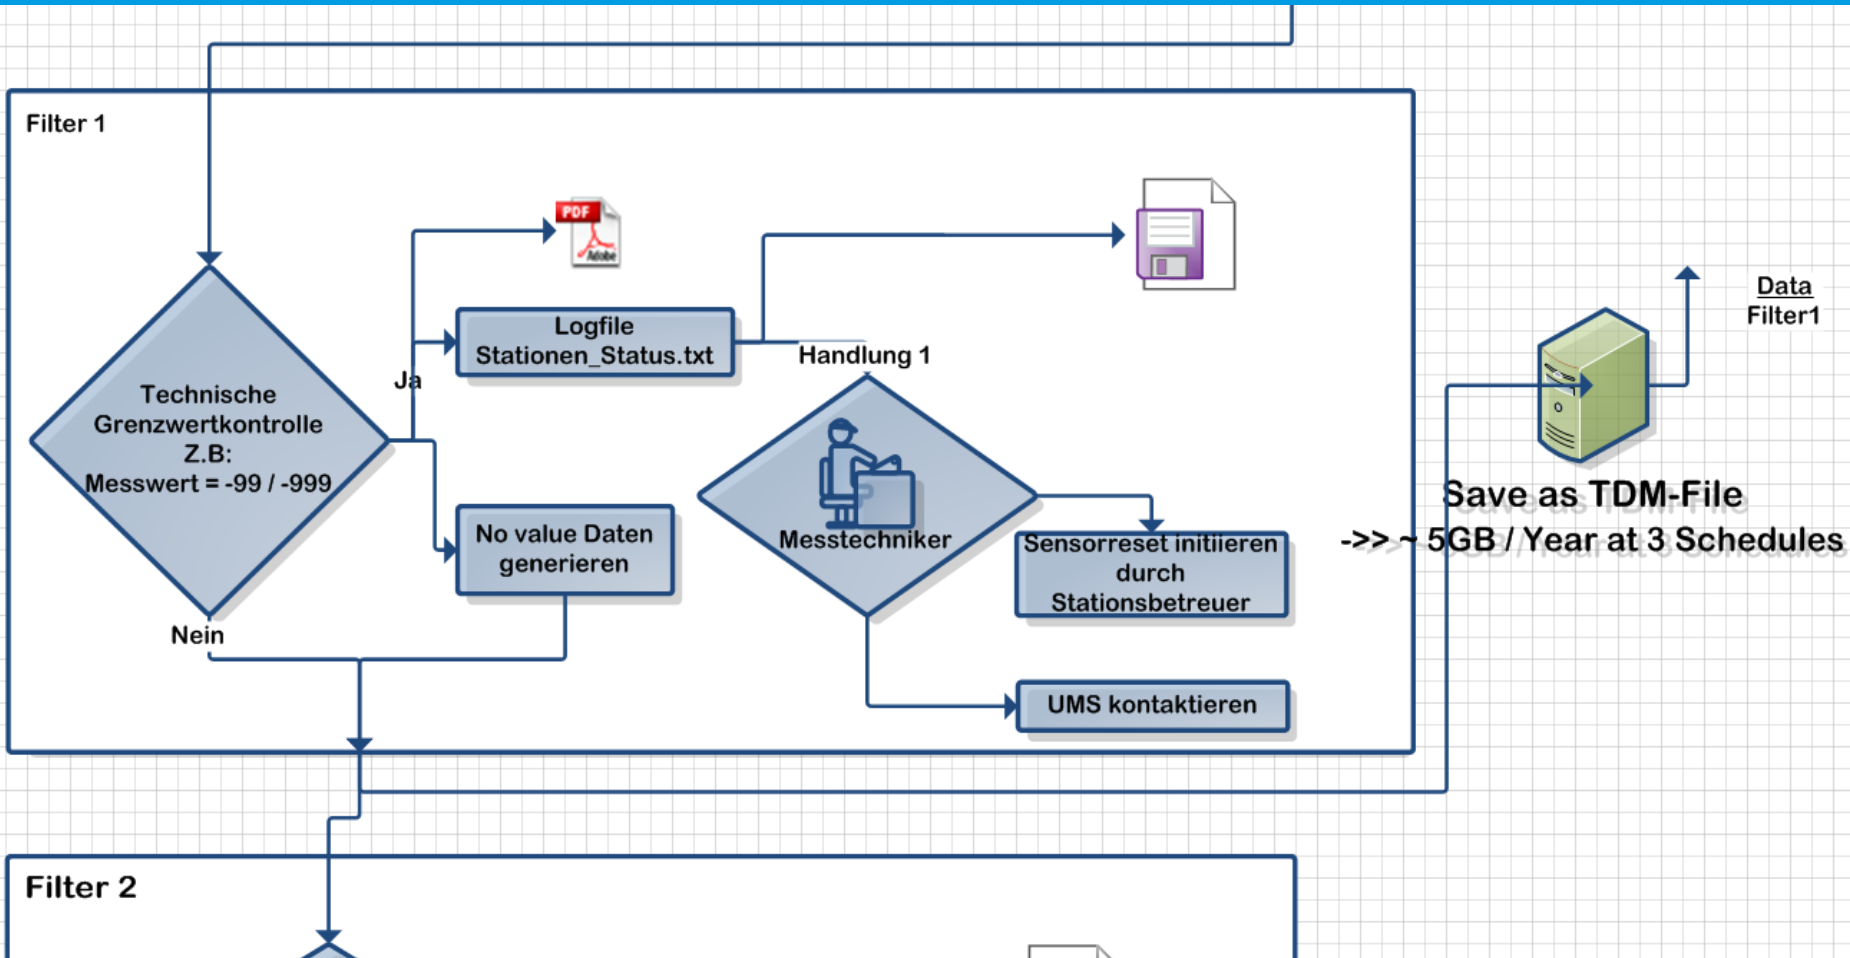 Filter 1
PDF
Adobe
Logfile
Stationen_Status.txt
Handlung 1
Ja
Technische
Grenzwertkontrolle
Z.B:
Messwert = -99 / -999
No value Daten
generieren
Messtechniker
Sensorreset initiieren
durch
Stationsbetreuer
Nein
UMS kontaktieren
Data
Filter1
Save as TDM-File
->> ~ 5GB / Year at 3 Schedules
Filter 2